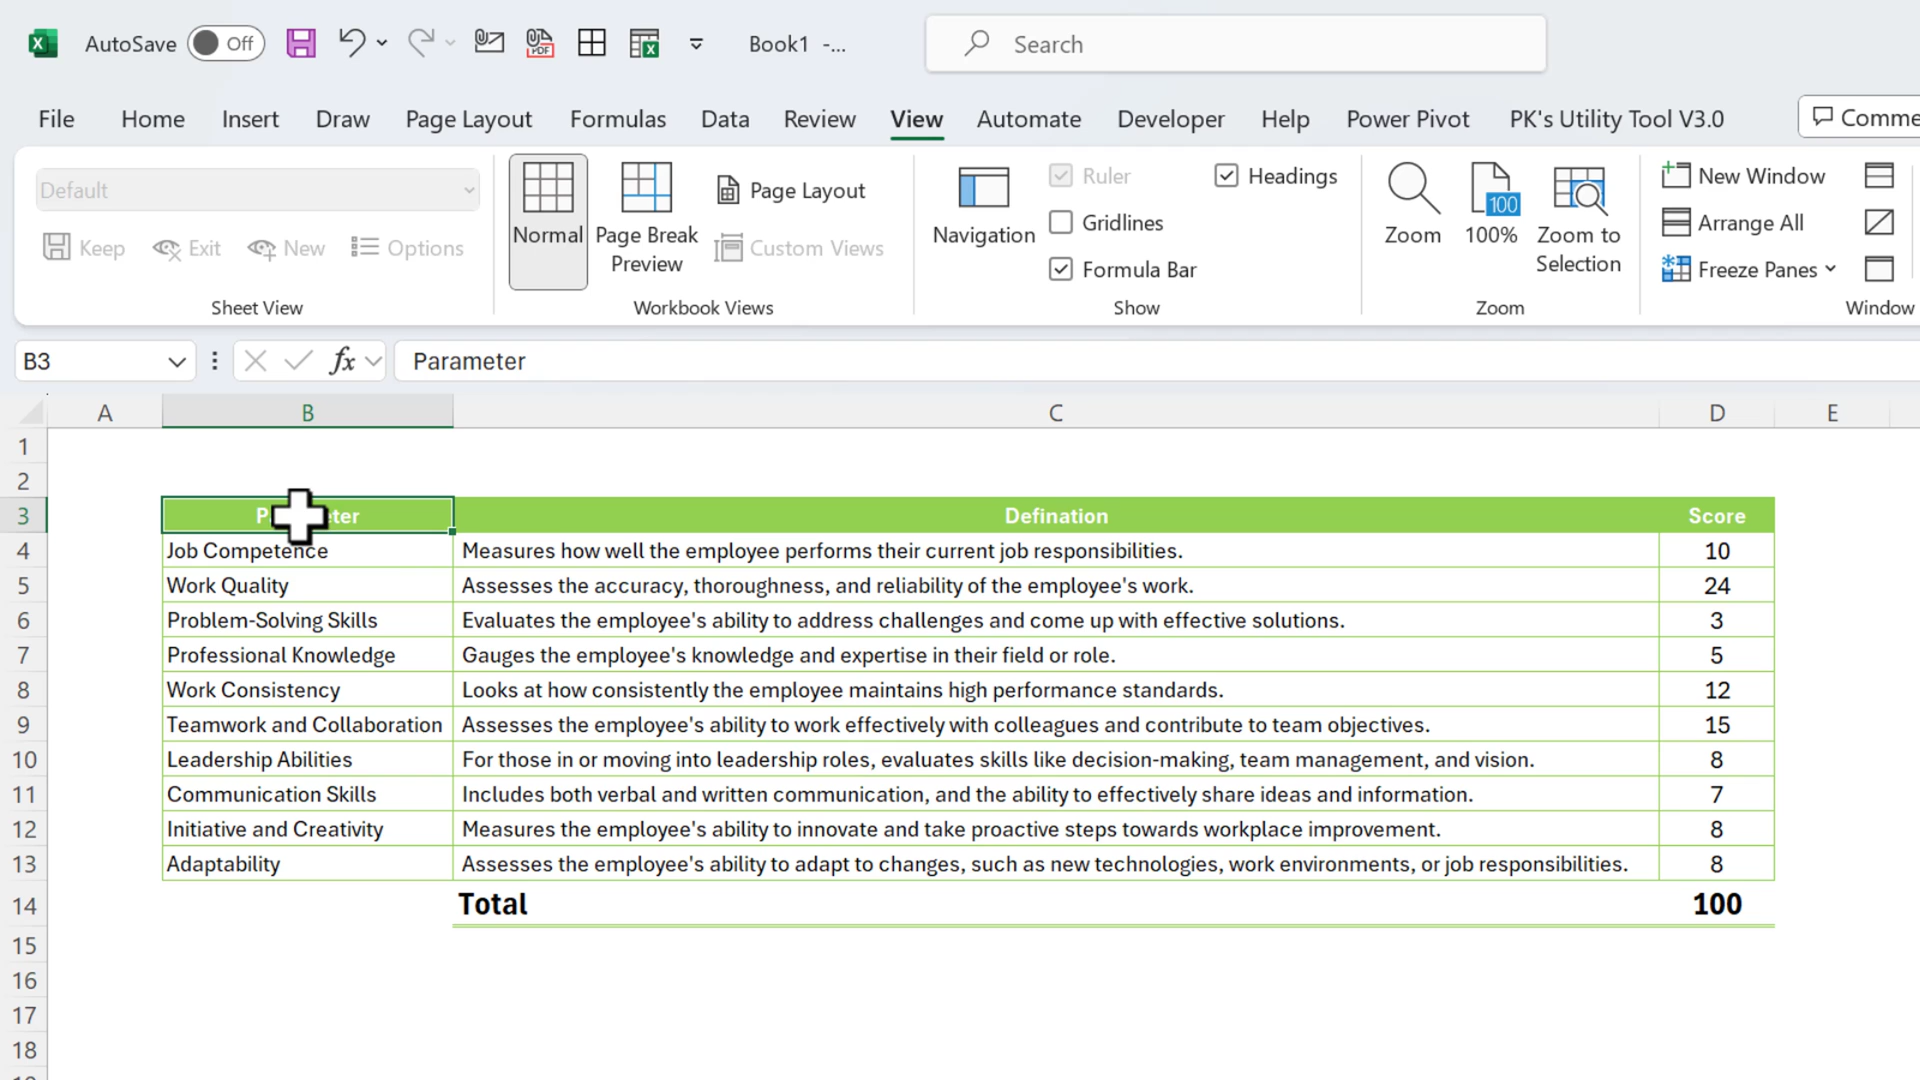 AutoSave Off Book1 -... Search
File Home Insert Draw Page Layout Formulas Data Review View Automate Developer Help Power Pivot PK's Utility Tool V3.0 Comme
Default
Keep Exit New Options
Sheet View
Normal
Page Break
Preview
Page Layout
Custom Views
Workbook Views
Navigation
Ruler Headings
Gridlines
Formula Bar
Show
Zoom
100
100%
Zoom to
Selection
Zoom
New Window
Arrange All
Freeze Panes
Window
B3 fx Parameter
A B C D E
1
2
3 Defination Score
4 Job Competence Measures how well the employee performs their current job responsibilities. 10
5 Work Quality Assesses the accuracy, thoroughness, and reliability of the employee's work. 24
6 Problem-Solving Skills Evaluates the employee's ability to address challenges and come up with effective solutions. 3
7 Professional Knowledge Gauges the employee's knowledge and expertise in their field or role. 5
8 Work Consistency Looks at how consistently the employee maintains high performance standards. 12
9 Teamwork and Collaboration Assesses the employee's ability to work effectively with colleagues and contribute to team objectives. 15
10 Leadership Abilities For those in or moving into leadership roles, evaluates skills like decision-making, team management, and vision. 8
11 Communication Skills Includes both verbal and written communication, and the ability to effectively share ideas and information. 7
12 Initiative and Creativity Measures the employee's ability to innovate and take proactive steps towards workplace improvement. 8
13 Adaptability Assesses the employee's ability to adapt to changes, such as new technologies, work environments, or job responsibilities. 8
14 Total 100
15
16
17
18